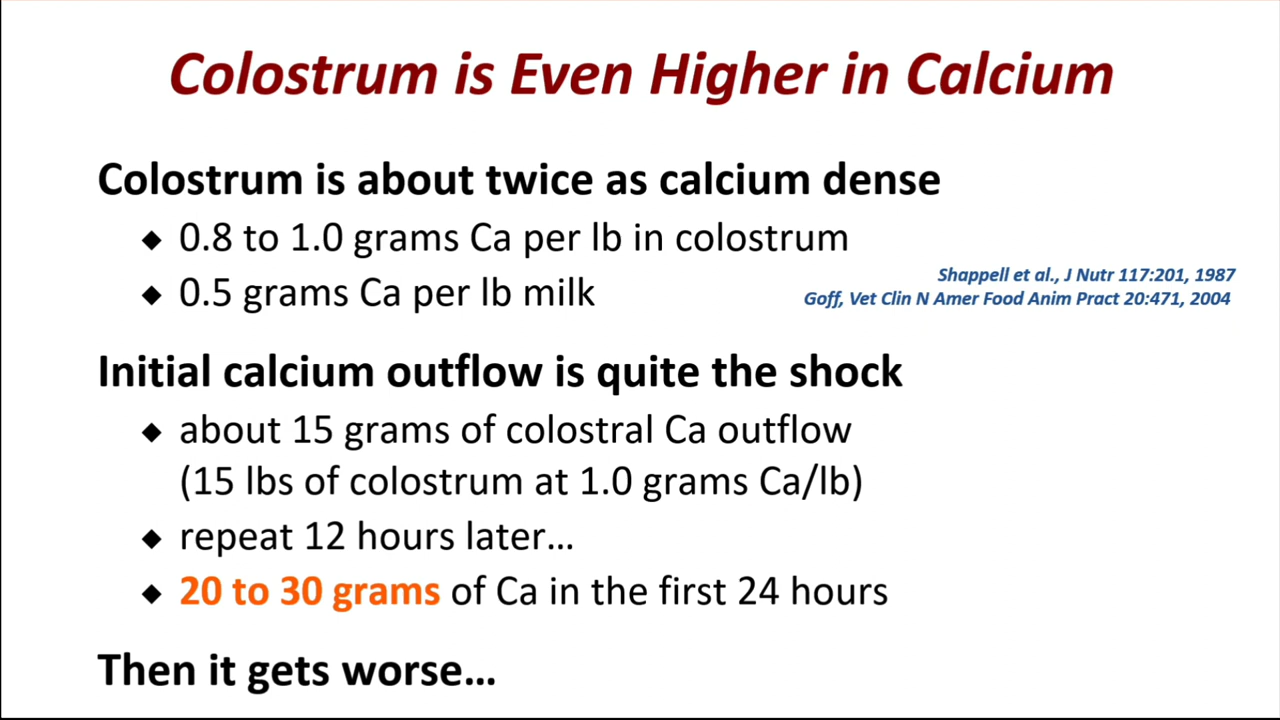 Colostrum is Even Higher in Calcium
Colostrum is about twice as calcium dense
◆ 0.8 to 1.0 grams Ca per lb in colostrum
◆ 0.5 grams Ca per lb milk
Shappell et al., J Nutr 117:201, 1987
Goff, Vet Clin N Amer Food Anim Pract 20:471, 2004
Initial calcium outflow is quite the shock
◆ about 15 grams of colostral Ca outflow
(15 lbs of colostrum at 1.0 grams Ca/lb)
◆ repeat 12 hours later…
◆ 20 to 30 grams of Ca in the first 24 hours
Then it gets worse…